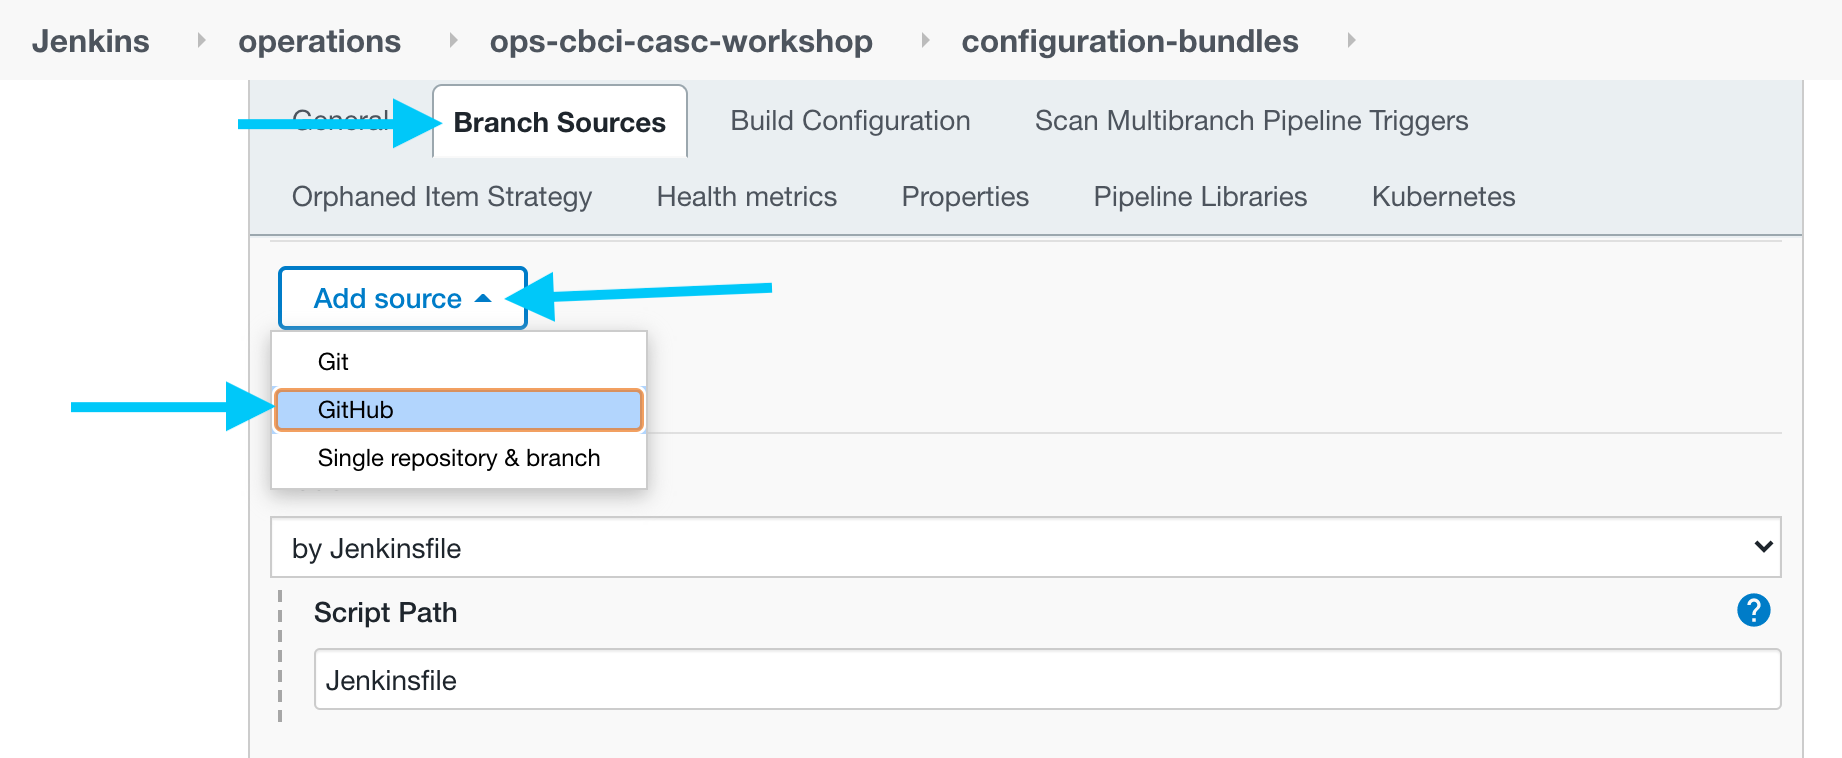 Jenkins operations ops-cbci-casc-workshop configuration-bundles
General Branch Sources Build Configuration Scan Multibranch Pipeline Triggers
Orphaned Item Strategy Health metrics Properties Pipeline Libraries Kubernetes
Add source
Git
GitHub
Single repository & branch
by Jenkinsfile
Script Path
?
Jenkinsfile